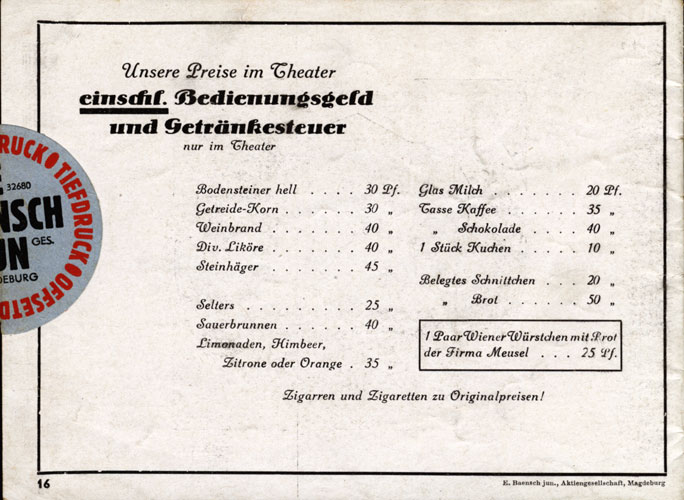 Unsere Preise im Theater
einschl. Bedienungsgeld
und Getränkesteuer
nur im Theater
Bodensteiner hell . . . . 30 Pf.
Getreide-Korn . . . . . . 30 „
Weinbrand . . . . . . . 40 „
Div. Liköre . . . . . . . 40 „
Steinhäger . . . . . . . 45 „
Selters . . . . . . . . 25 „
Sauerbrunnen . . . . . . 40 „
Limonaden, Himbeer,
Zitrone oder Orange . 35 „
Glas Milch . . . . . . . 20 Pf.
Tasse Kaffee . . . . . . 35 „
„ Schokolade . . . . 40 „
1 Stück Kuchen . . . . . 10 „
Belegtes Schnittchen . . . 20 „
„ Brot . . . . . . 50 „
1 Paar Wiener Würstchen mit Brot
der Firma Meusel . . . 25 Pf.
Zigarren und Zigaretten zu Originalpreisen!
16
E. Baensch jun., Aktiengesellschaft, Magdeburg
DRUCK • TIEFDRUCK • OFFSETD
32680
NSCH
UN GES.
DEBURG